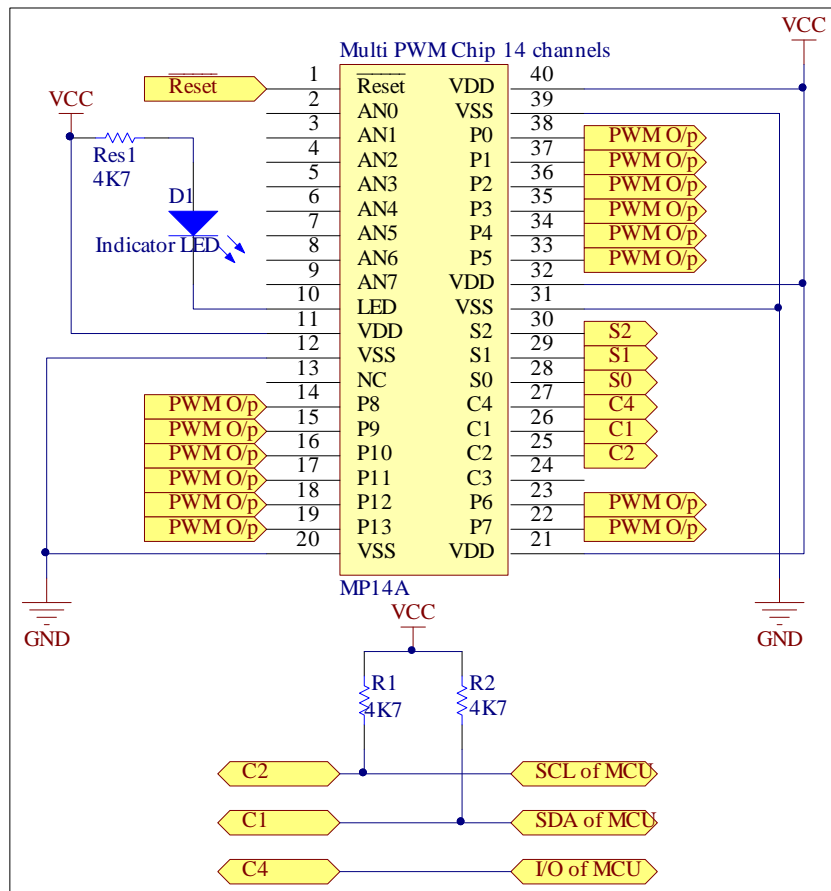 VCC
Multi PWM Chip 14 channels
Reset 1 Reset VDD 40
VCC
2 AN0 VSS 39
3 AN1 P0 38 PWM O/p
Res1
4K7
4 AN2 P1 37 PWM O/p
5 AN3 P2 36 PWM O/p
D1
6 AN4 P3 35 PWM O/p
7 AN5 P4 34 PWM O/p
Indicator LED
8 AN6 P5 33 PWM O/p
9 AN7 VDD 32
10 LED VSS 31
11 VDD S2 30 S2
12 VSS S1 29 S1
13 NC S0 28 S0
PWM O/p 14 P8 C4 27 C4
PWM O/p 15 P9 C1 26 C1
PWM O/p 16 P10 C2 25 C2
PWM O/p 17 P11 C3 24
PWM O/p 18 P12 P6 23 PWM O/p
PWM O/p 19 P13 P7 22 PWM O/p
20 VSS VDD 21
MP14A
GND
GND
VCC
R1
4K7
R2
4K7
C2 SCL of MCU
C1 SDA of MCU
C4 I/O of MCU